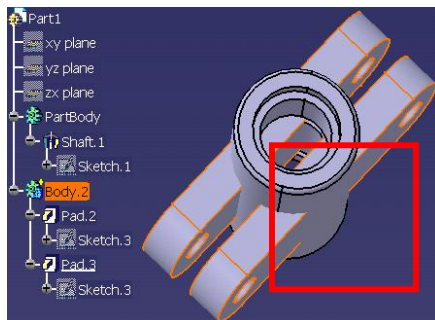 Part1
xy plane
yz plane
zx plane
PartBody
Shaft.1
Sketch.1
Body.2
Pad.2
Sketch.3
Pad.3
Sketch.3